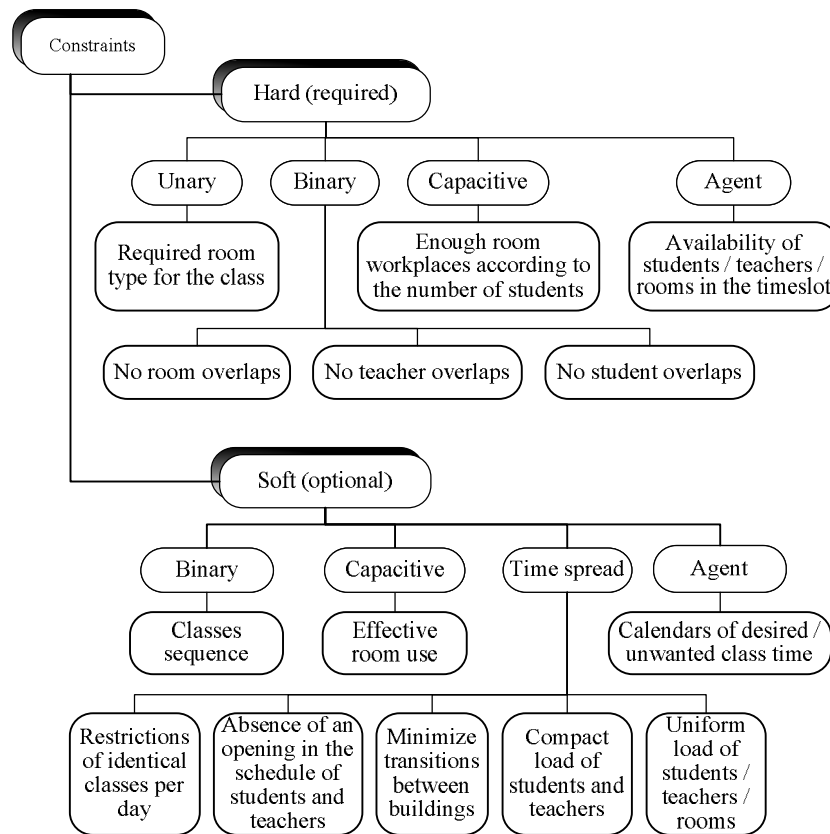 Constraints
Hard (required)
Unary
Binary
Capacitive
Agent
Required room
type for the class
Enough room
workplaces according to
the number of students
Availability of
students / teachers /
rooms in the timeslot
No room overlaps
No teacher overlaps
No student overlaps
Soft (optional)
Binary
Capacitive
Time spread
Agent
Classes
sequence
Effective
room use
Calendars of desired /
unwanted class time
Restrictions
of identical
classes per
day
Absence of an
opening in the
schedule of
students and
teachers
Minimize
transitions
between
buildings
Compact
load of
students and
teachers
Uniform
load of
students /
teachers /
rooms